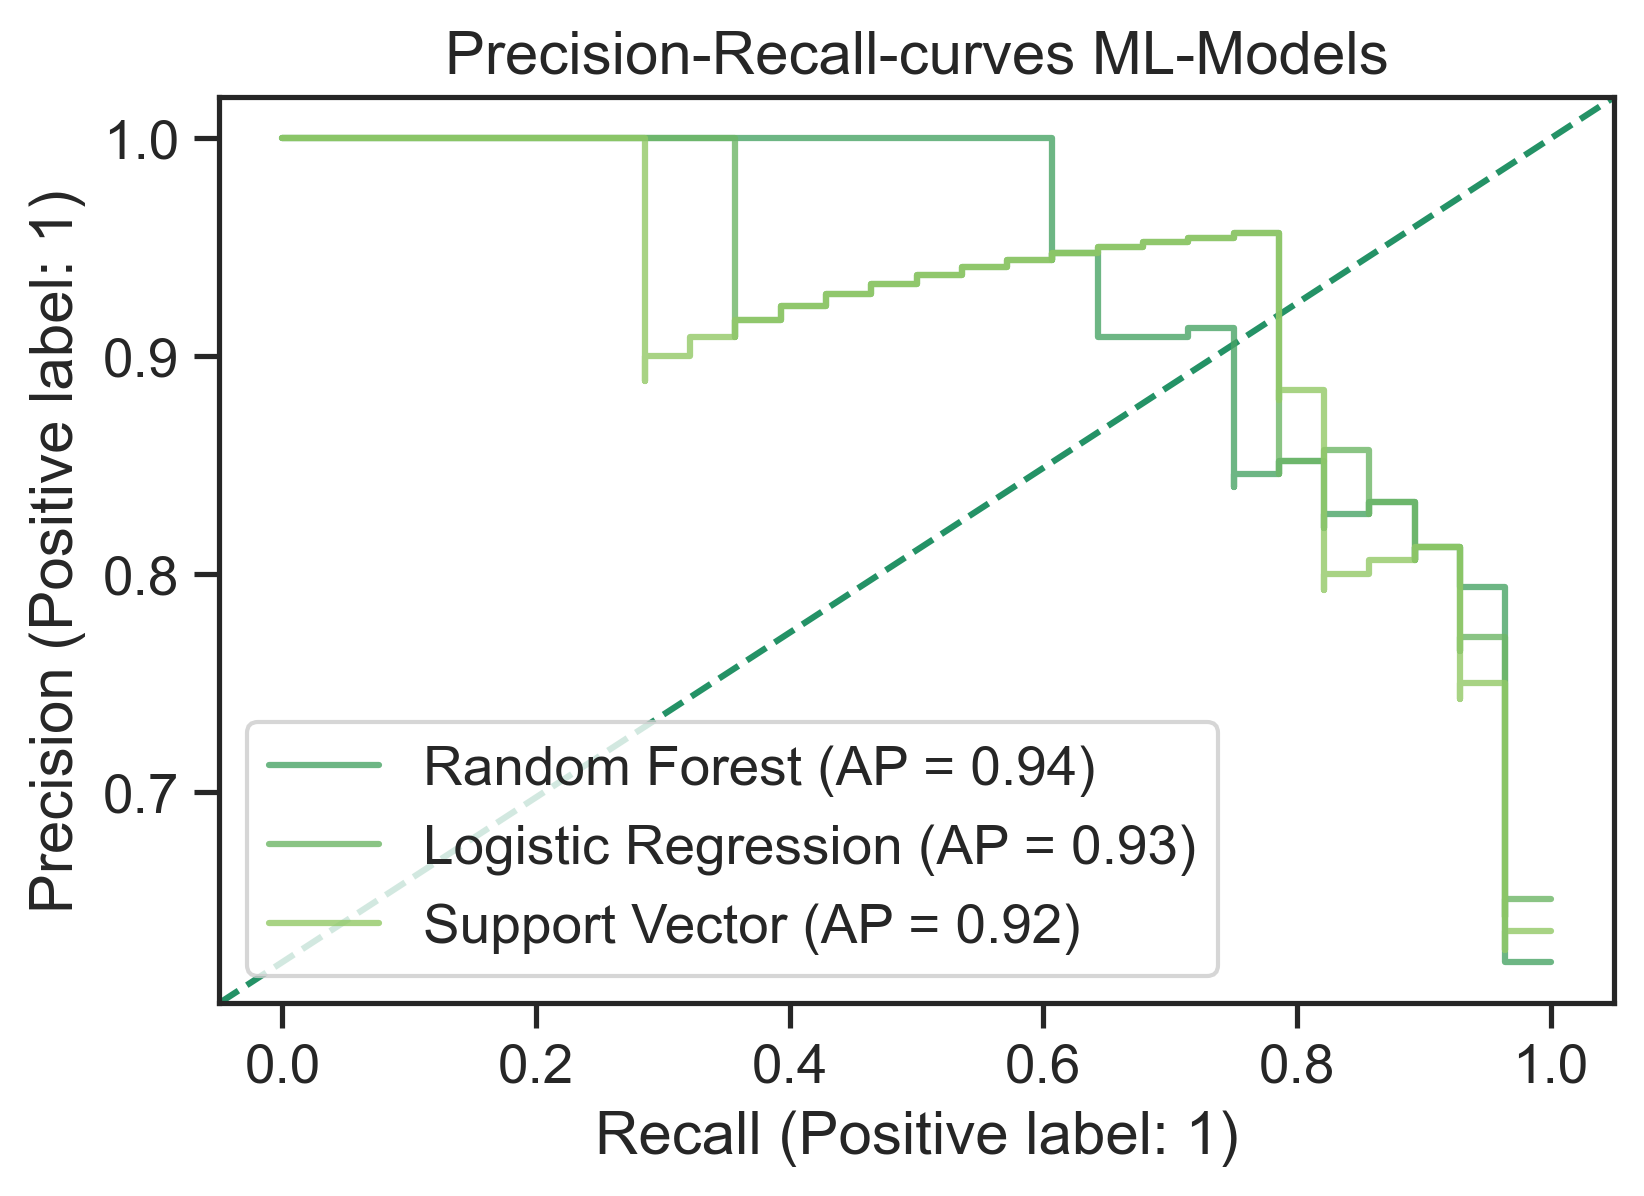 Precision-Recall-curves ML-Models
1.0
0.9
0.8
0.7
Precision (Positive label: 1)
Random Forest (AP = 0.94)
Logistic Regression (AP = 0.93)
Support Vector (AP = 0.92)
0.0 0.2 0.4 0.6 0.8 1.0
Recall (Positive label: 1)